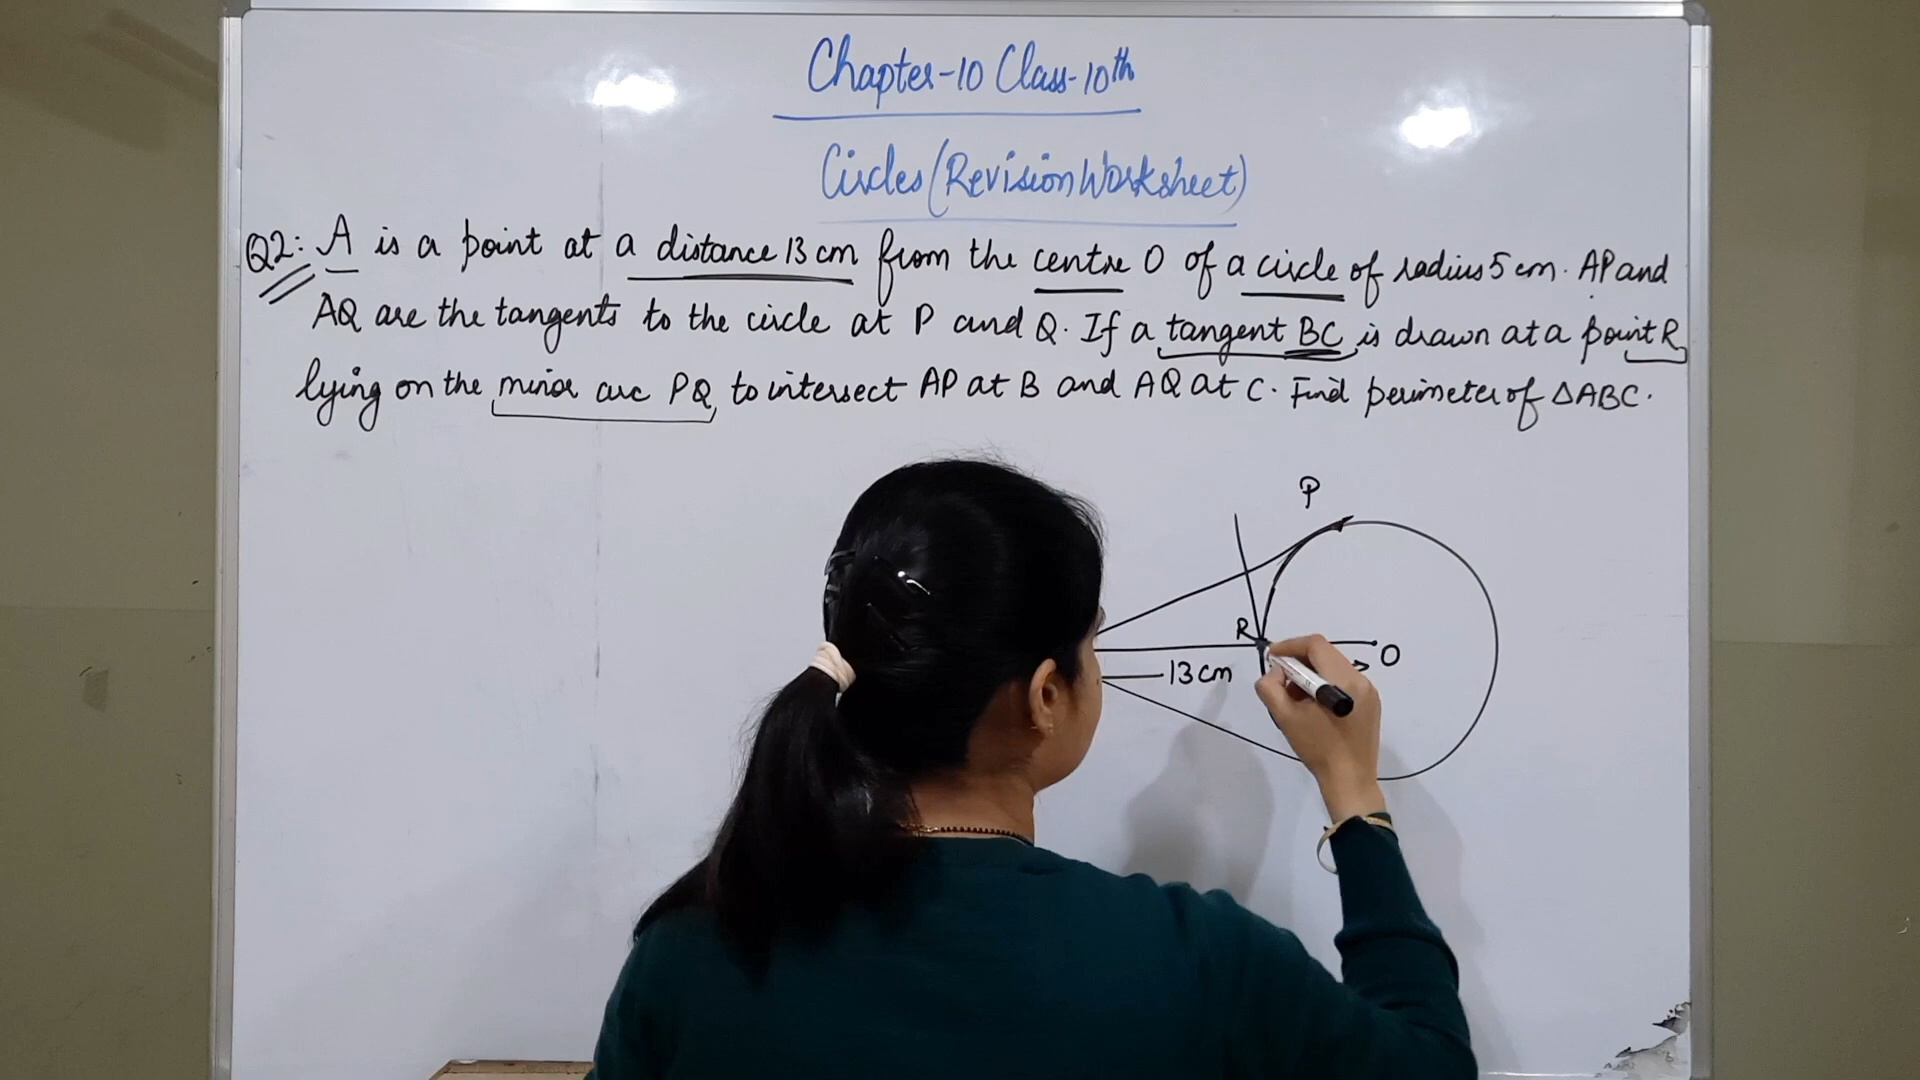 Chapter-10 Class-10th
Circles (Revision Worksheet)
Q2: A is a point at a distance 13 cm from the centre O of a circle of radius 5 cm. AP and
AQ are the tangents to the circle at P and Q. If a tangent BC is drawn at a point R
lying on the minor arc PQ to intersect AP at B and AQ at C. Find perimeter of ΔABC.
P
R
O
13 cm